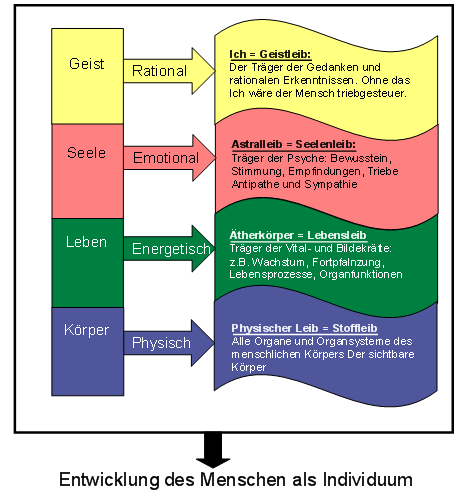 Geist
Rational
Ich = Geistleib:
Der Träger der Gedanken und
rationalen Erkenntnissen. Ohne das
Ich wäre der Mensch triebgesteuer.
Seele
Emotional
Astralleib = Seelenleib:
Träger der Psyche: Bewusstein,
Stimmung, Empfindungen, Triebe
Antipathe und Sympathie
Leben
Energetisch
Ätherkörper = Lebensleib
Träger der Vital- und Bildekräfte:
z.B. Wachstum, Fortpfalnzung,
Lebensprozesse, Organfunktionen
Körper
Physisch
Physischer Leib = Stoffleib
Alle Organe und Organsysteme des
menschlichen Körpers Der sichtbare
Körper
Entwicklung des Menschen als Individuum